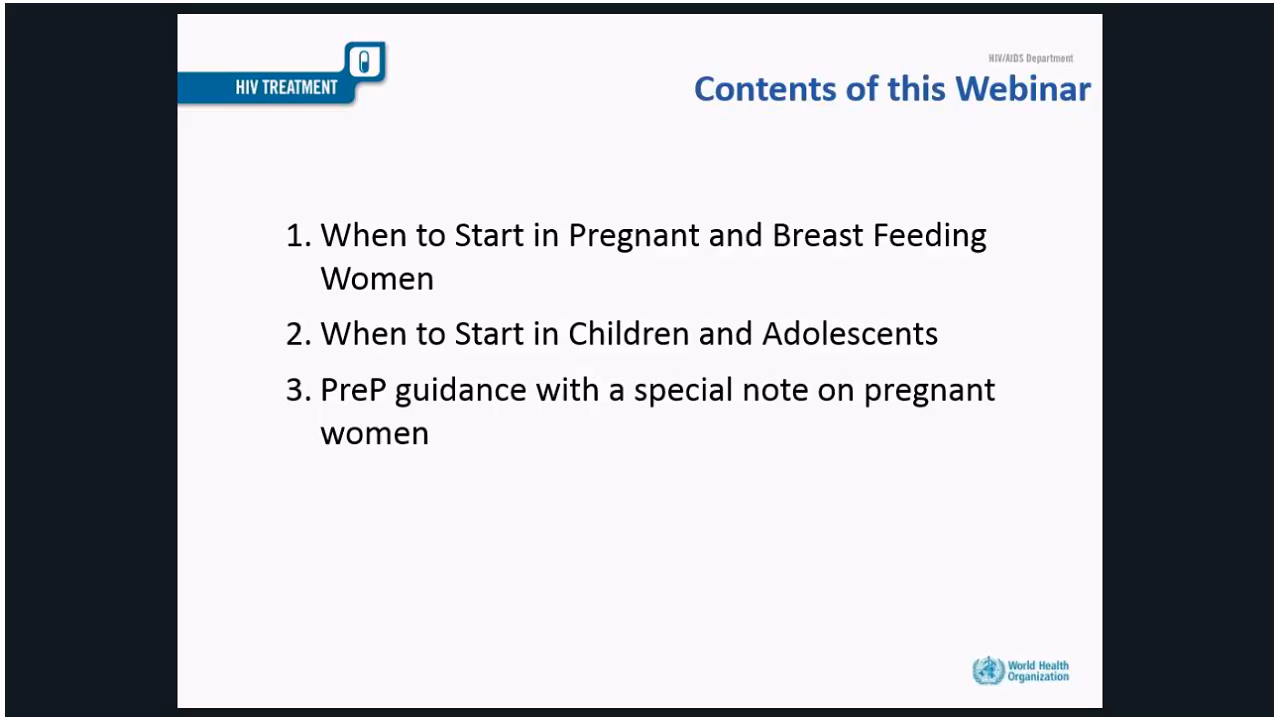 HIV/AIDS Department
HIV TREATMENT
Contents of this Webinar
1. When to Start in Pregnant and Breast Feeding
Women
2. When to Start in Children and Adolescents
3. PreP guidance with a special note on pregnant
women
World Health
Organization